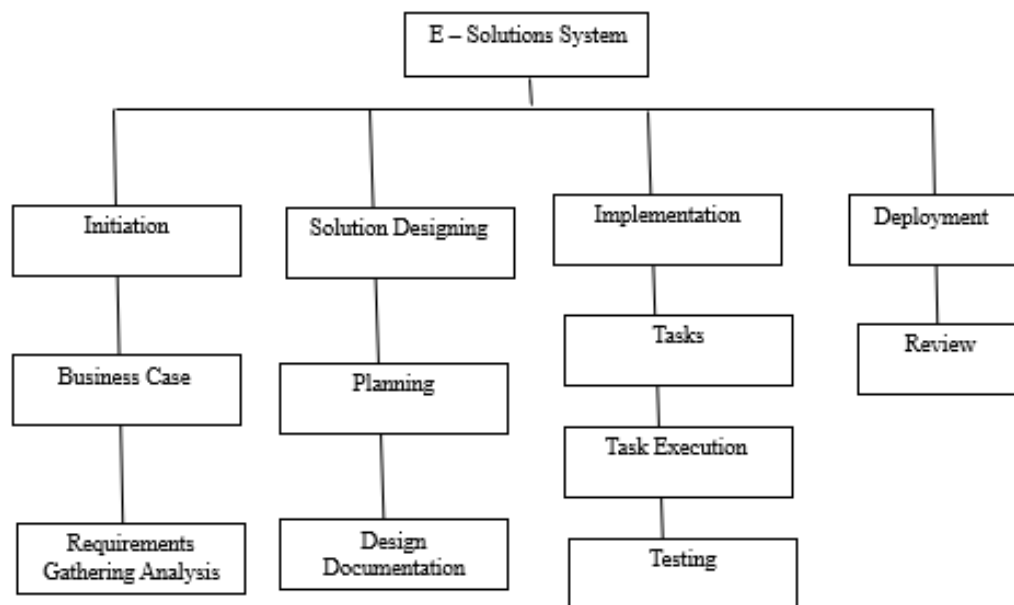 E – Solutions System
Initiation
Solution Designing
Implementation
Deployment
Business Case
Planning
Tasks
Review
Task Execution
Requirements
Gathering Analysis
Design
Documentation
Testing